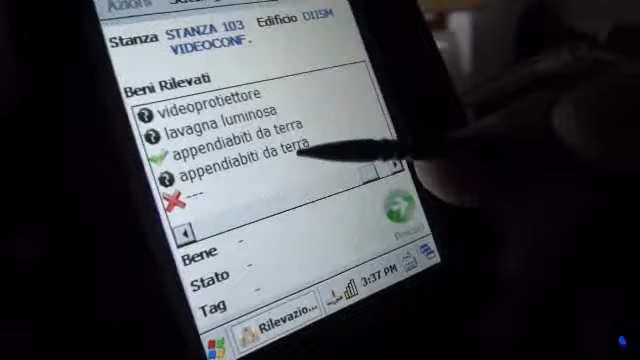 Azioni
Stanza STANZA 103 Edificio DIISM
VIDEOCONF.
Beni Rilevati
videoprotiettore
lavagna luminosa
appendiabiti da terra
appendiabiti da terra
---
Bene -
Stato -
Tag -
Rilevazio... 3:37 PM